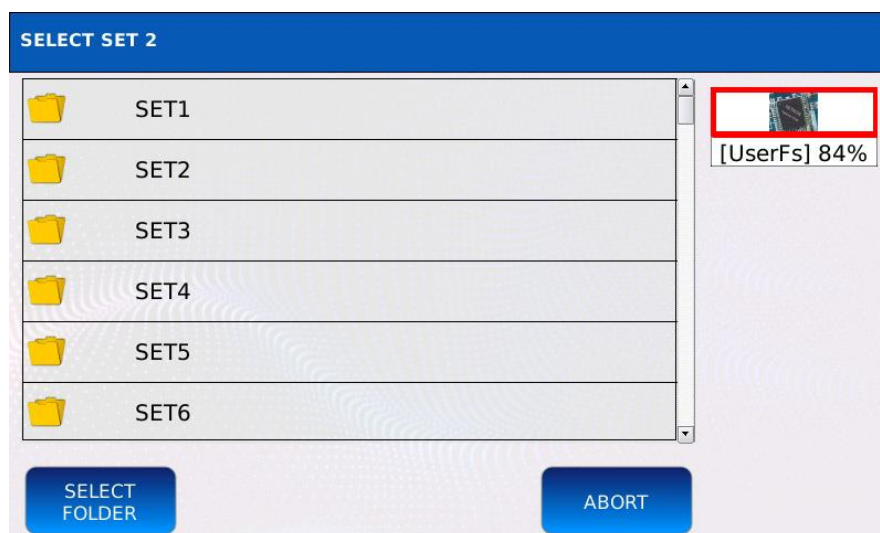 SELECT SET 2
SET1
[UserFs] 84%
SET2
SET3
SET4
SET5
SET6
SELECT
FOLDER
ABORT